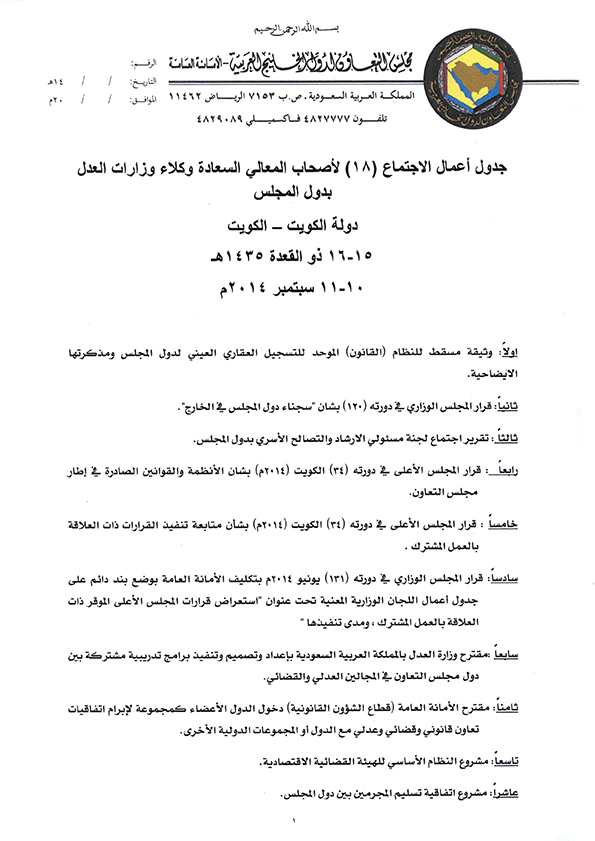 بسم الله الرحمن الرحيم
مجلس التعاون لدول الخليج العربية - الأمانة العامة
الرقم:
التاريخ: / / ١٤هـ
الموافق: / / ٢٠م
المملكة العربية السعودية . ص.ب ٧١٥٣ الرياض ١١٤٦٢
تلفون ٤٨٢٧٧٧٧ فاكسميلي ٤٨٢٩٠٨٩
جدول أعمال الاجتماع (١٨) لأصحاب المعالي السعادة وكلاء وزارات العدل
بدول المجلس
دولة الكويت – الكويت
١٥-١٦ ذو القعدة ١٤٣٥هـ
١٠-١١ سبتمبر ٢٠١٤م
اولاً: وثيقة مسقط للنظام (القانون) الموحد للتسجيل العقاري العيني لدول المجلس ومذكرتها
الايضاحية.
ثانياً: قرار المجلس الوزاري في دورته (١٢٠) بشان "سجناء دول المجلس في الخارج".
ثالثاً : تقرير اجتماع لجنة مسئولي الارشاد والتصالح الأسري بدول المجلس.
رابعاً : قرار المجلس الأعلى في دورته (٣٤) الكويت (٢٠١٤م) بشان الأنظمة والقوانين الصادرة في إطار
مجلس التعاون.
خامساً : قرار المجلس الأعلى في دورته (٣٤) الكويت (٢٠١٤م) بشأن متابعة تنفيذ القرارات ذات العلاقة
بالعمل المشترك .
سادساً: قرار المجلس الوزاري في دورته (١٣١) يونيو ٢٠١٤م بتكليف الأمانة العامة بوضع بند دائم على
جدول أعمال اللجان الوزارية المعنية تحت عنوان "استعراض قرارات المجلس الأعلى الموقر ذات
العلاقة بالعمل المشترك ، ومدى تنفيذها "
سابعاً :مقترح وزارة العدل بالمملكة العربية السعودية بإعداد وتصميم وتنفيذ برامج تدريبية مشتركة بين
دول مجلس التعاون في المجالين العدلي والقضائي.
ثامناً: مقترح الأمانة العامة (قطاع الشؤون القانونية) دخول الدول الأعضاء كمجموعة لإبرام اتفاقيات
تعاون قانوني وقضائي وعدلي مع الدول أو المجموعات الدولية الأخرى.
تاسعاً: مشروع النظام الأساسي للهيئة القضائية الاقتصادية.
عاشراً: مشروع اتفاقية تسليم المجرمين بين دول المجلس.
١